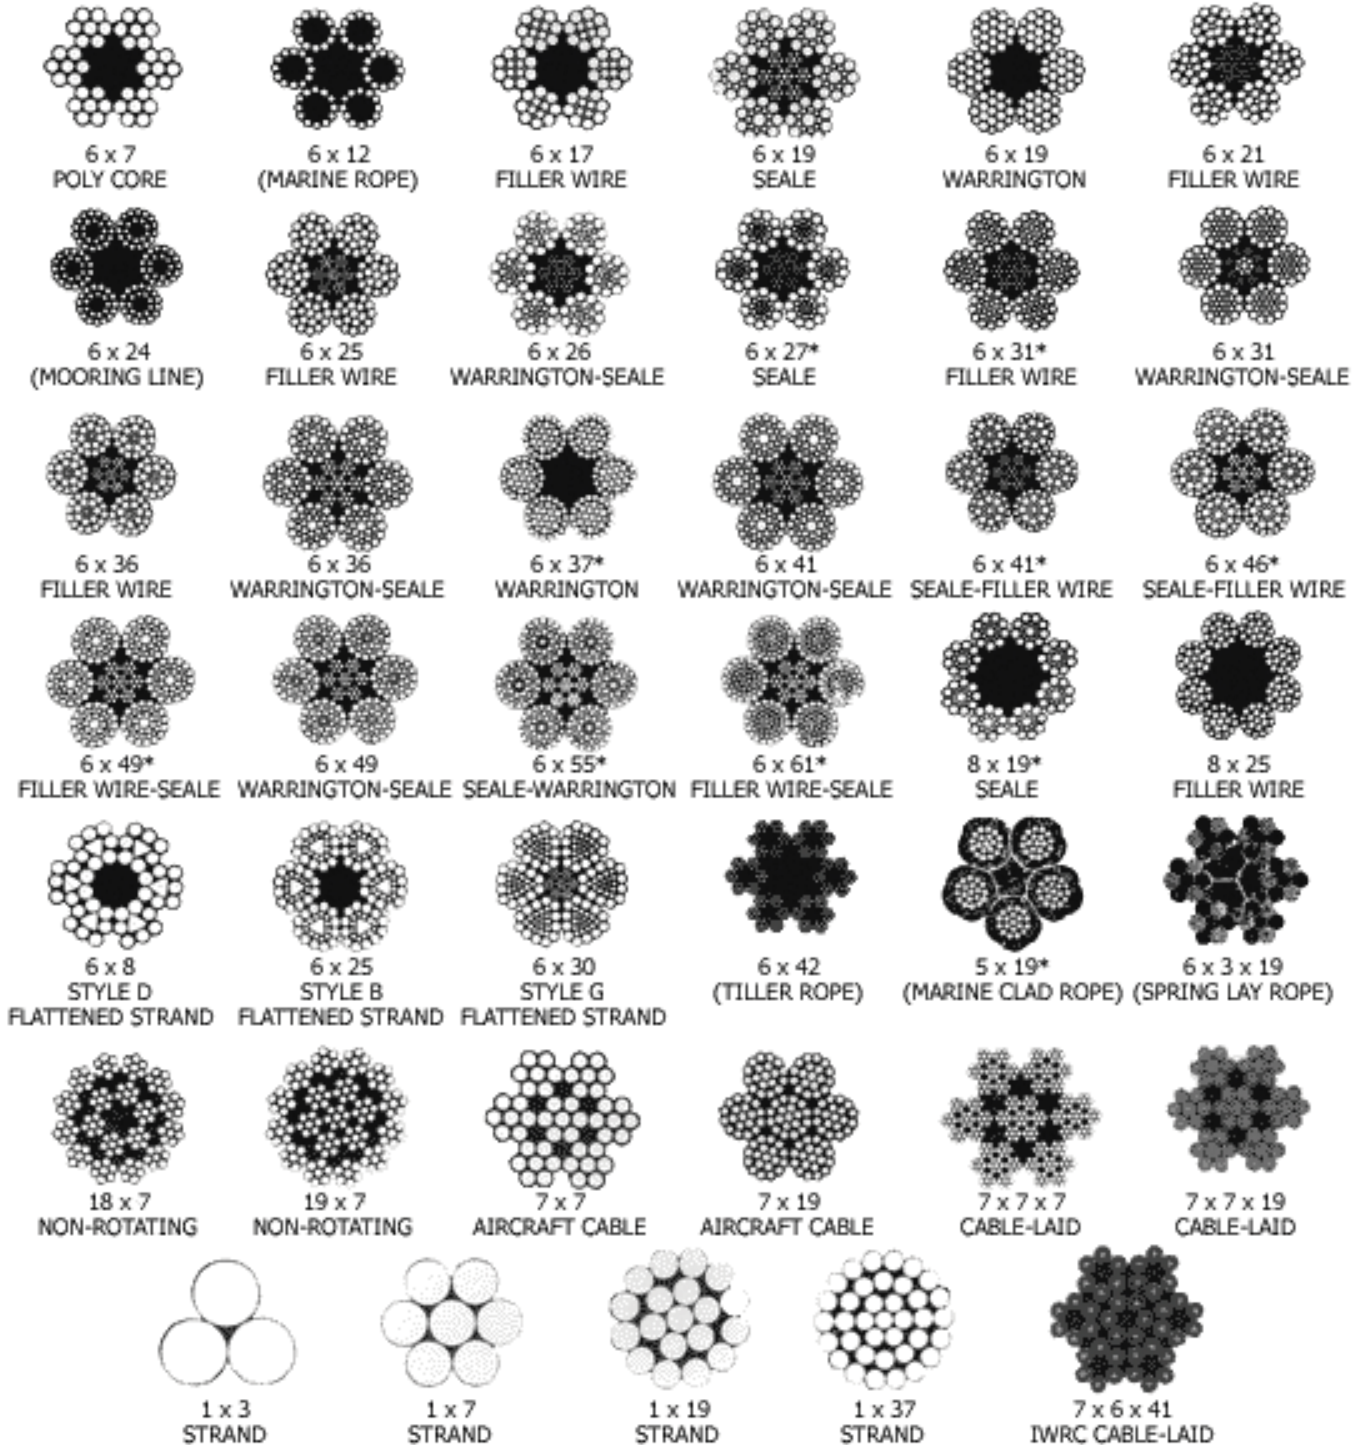 6 x 7
POLY CORE
6 x 12
(MARINE ROPE)
6 x 17
FILLER WIRE
6 x 19
SEALE
6 x 19
WARRINGTON
6 x 21
FILLER WIRE
6 x 24
(MOORING LINE)
6 x 25
FILLER WIRE
6 x 26
WARRINGTON-SEALE
6 x 27*
SEALE
6 x 31*
FILLER WIRE
6 x 31
WARRINGTON-SEALE
6 x 36
FILLER WIRE
6 x 36
WARRINGTON-SEALE
6 x 37*
WARRINGTON
6 x 41
WARRINGTON-SEALE
6 x 41*
SEALE-FILLER WIRE
6 x 46*
SEALE-FILLER WIRE
6 x 49*
FILLER WIRE-SEALE
6 x 49
WARRINGTON-SEALE
6 x 55*
SEALE-WARRINGTON
6 x 61*
FILLER WIRE-SEALE
8 x 19*
SEALE
8 x 25
FILLER WIRE
6 x 8
STYLE D
FLATTENED STRAND
6 x 25
STYLE B
FLATTENED STRAND
6 x 30
STYLE G
FLATTENED STRAND
6 x 42
(TILLER ROPE)
5 x 19*
(MARINE CLAD ROPE)
6 x 3 x 19
(SPRING LAY ROPE)
18 x 7
NON-ROTATING
19 x 7
NON-ROTATING
7 x 7
AIRCRAFT CABLE
7 x 19
AIRCRAFT CABLE
7 x 7 x 7
CABLE-LAID
7 x 7 x 19
CABLE-LAID
1 x 3
STRAND
1 x 7
STRAND
1 x 19
STRAND
1 x 37
STRAND
7 x 6 x 41
IWRC CABLE-LAID